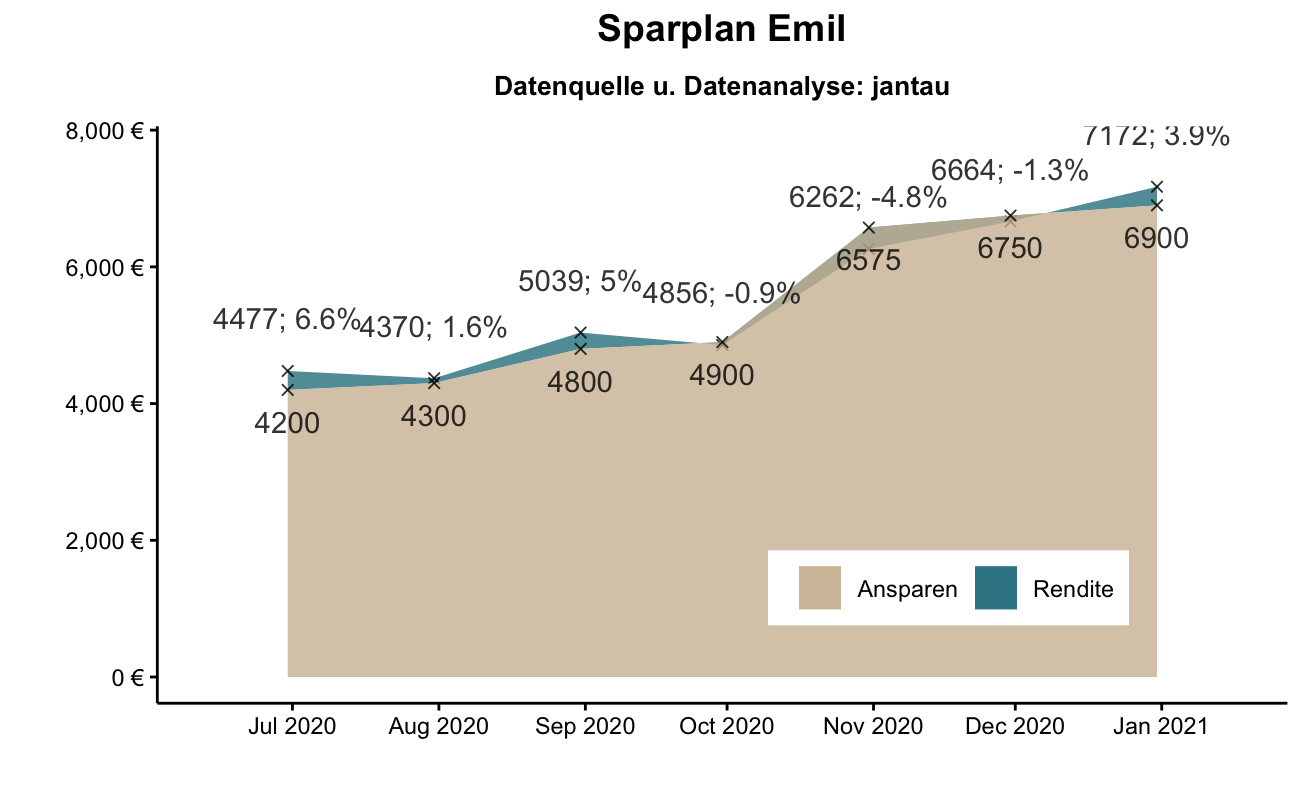 Sparplan Emil
Datenquelle u. Datenanalyse: jantau
8,000 €
6,000 €
4,000 €
2,000 €
0 €
4477; 6.6%
4370; 1.6%
5039; 5%
4856; -0.9%
6262; -4.8%
6664; -1.3%
7172; 3.9%
4200
4300
4800
4900
6575
6750
6900
Ansparen
Rendite
Jul 2020
Aug 2020
Sep 2020
Oct 2020
Nov 2020
Dec 2020
Jan 2021